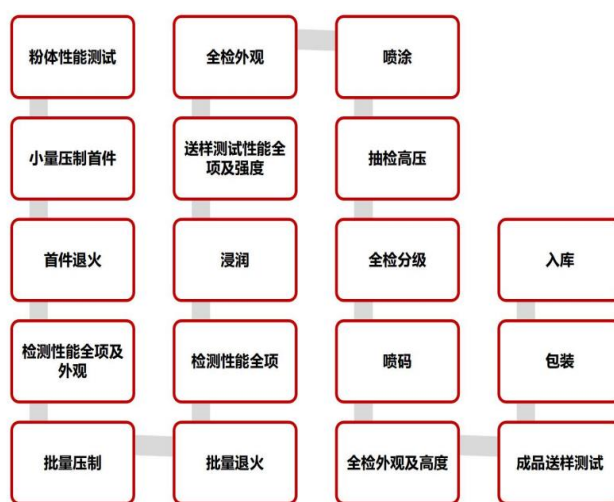 粉体性能测试
小量压制首件
首件退火
检测性能全项及
外观
批量压制
批量退火
检测性能全项
浸润
送样测试性能全
项及强度
全检外观
喷涂
抽检高压
全检分级
喷码
全检外观及高度
成品送样测试
包装
入库